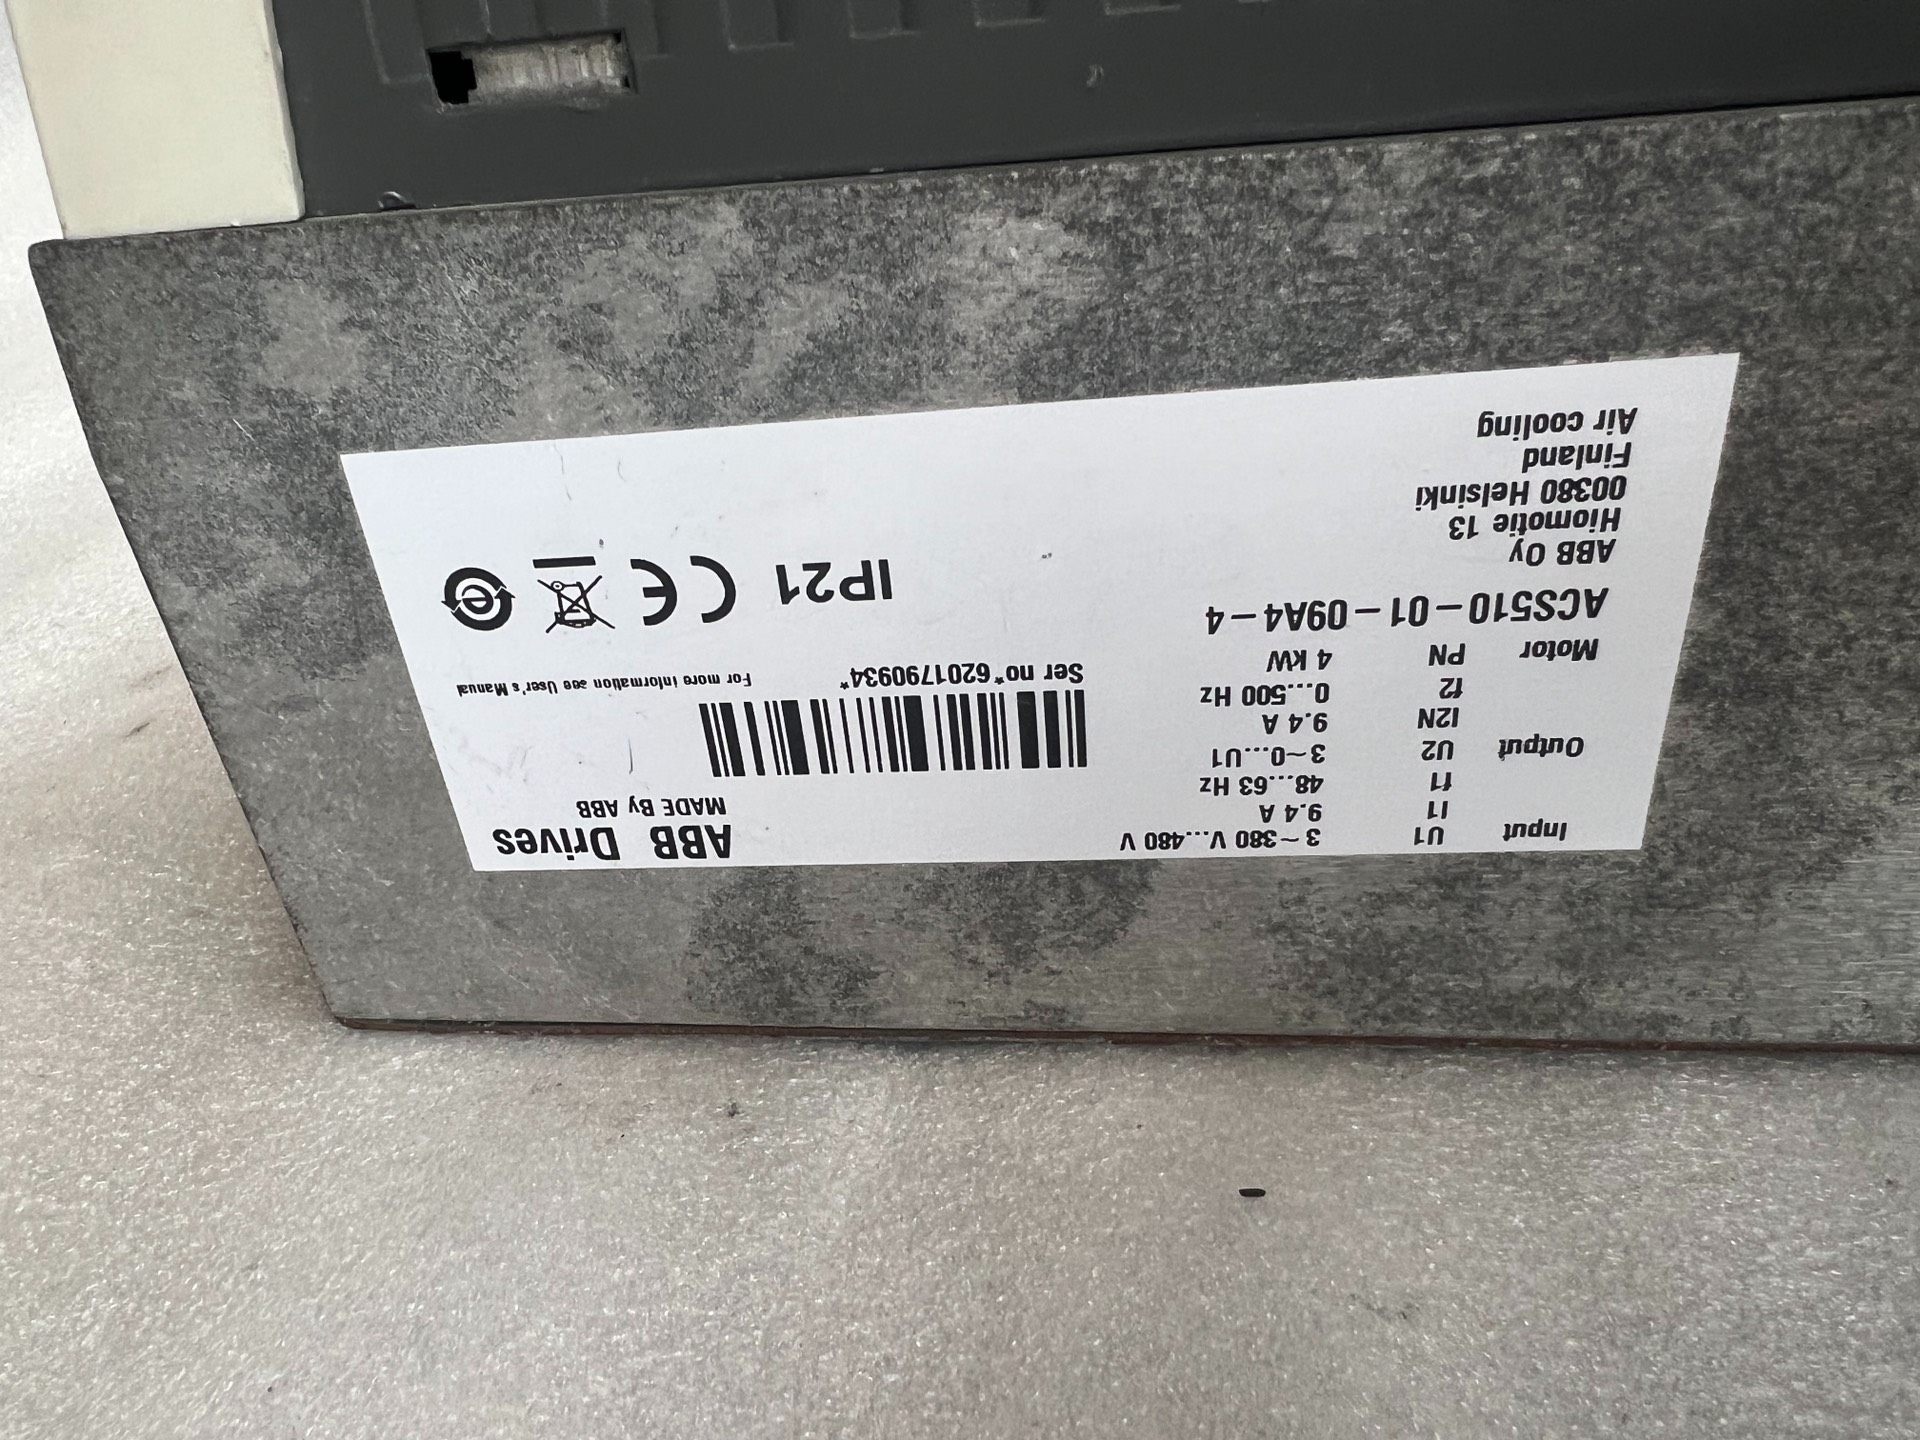 Input U1 3~380 V...480 V
I1 9.4 A
f1 48...63 Hz
Output U2 3~0...U1
I2N 9.4 A
f2 0...500 Hz
Motor PN 4 kW
ACS510-01-09A4-4
ABB Oy
Hiomotie 13
00380 Helsinki
Finland
Air cooling
ABB Drives
MADE By ABB
Ser no*6201790934*
For more information see User's Manual
IP21 CE
e